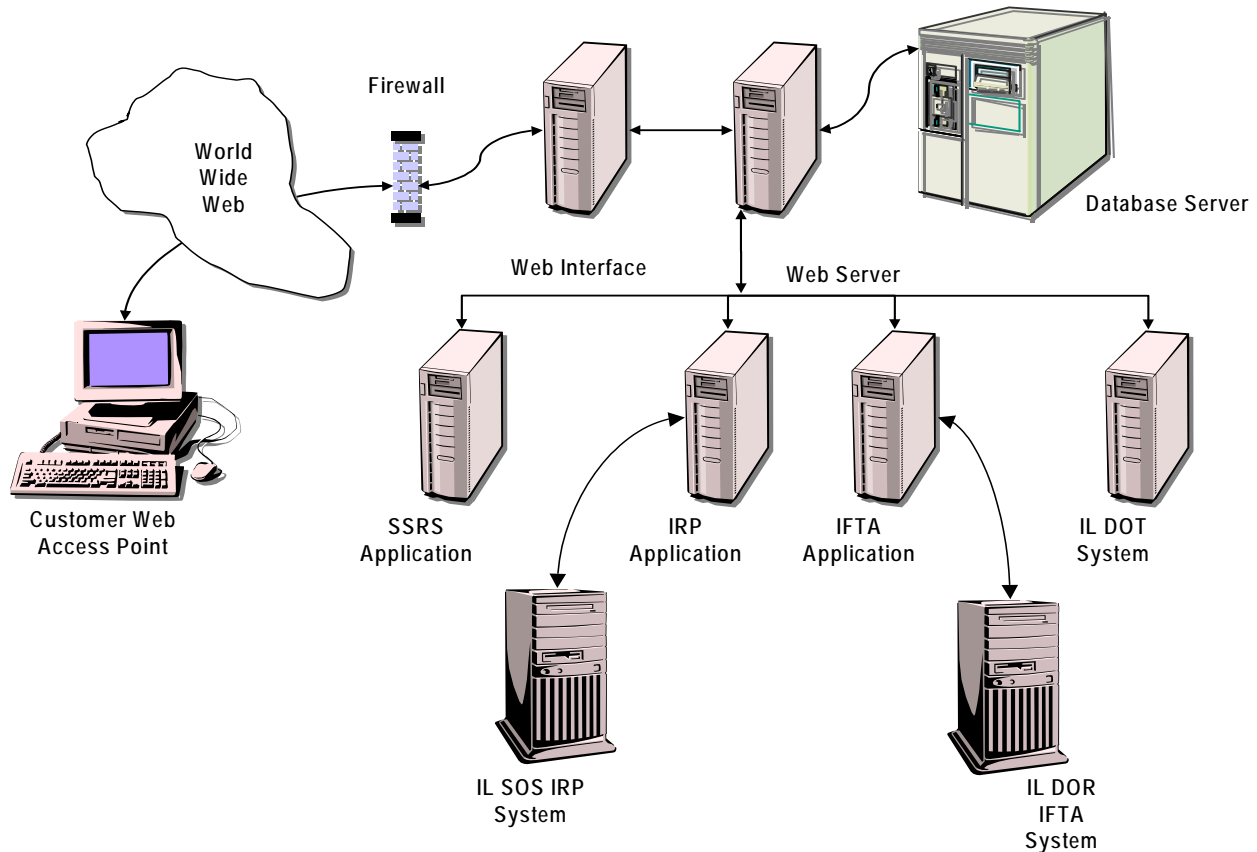 Firewall
World
Wide
Web
Database Server
Web Interface
Web Server
Customer Web
Access Point
SSRS
Application
IRP
Application
IFTA
Application
IL DOT
System
IL SOS IRP
System
IL DOR
IFTA
System